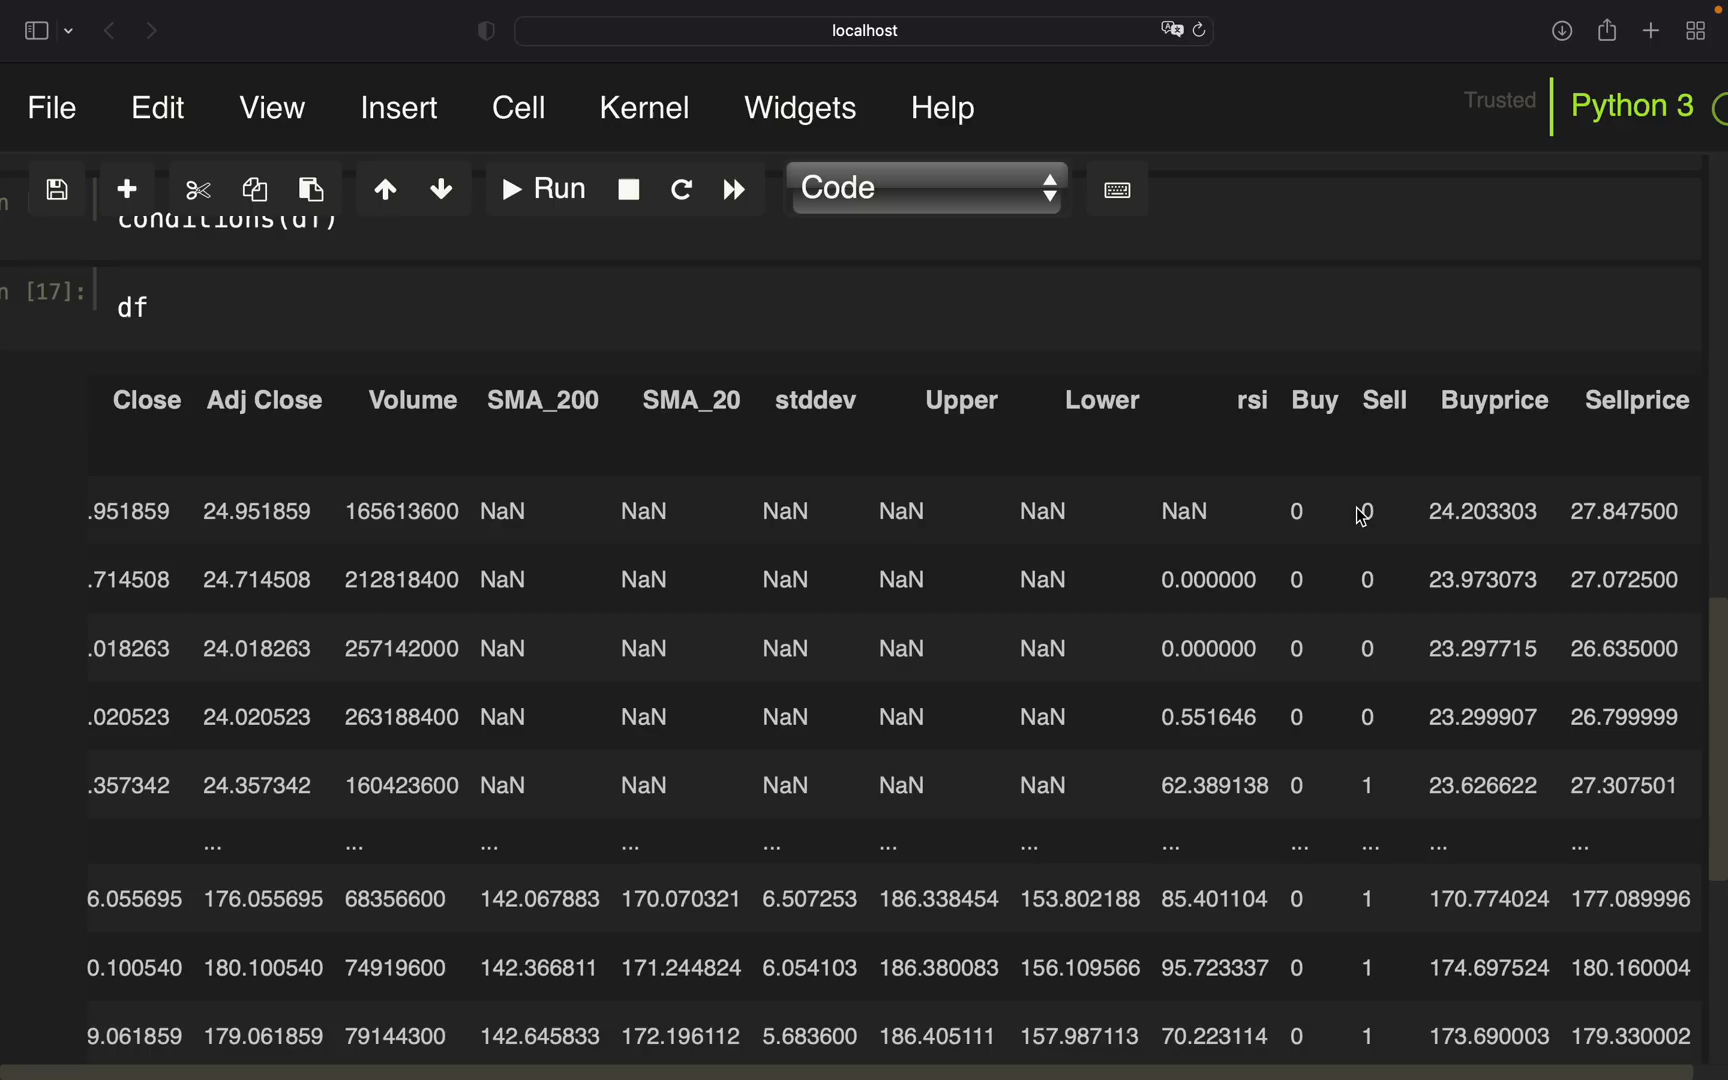 localhost
File Edit View Insert Cell Kernel Widgets Help Trusted Python 3
Run Code
conditions(df)
n [17]: df
Close Adj Close Volume SMA_200 SMA_20 stddev Upper Lower rsi Buy Sell Buyprice Sellprice
.951859 24.951859 165613600 NaN NaN NaN NaN NaN NaN 0 0 24.203303 27.847500
.714508 24.714508 212818400 NaN NaN NaN NaN NaN 0.000000 0 0 23.973073 27.072500
.018263 24.018263 257142000 NaN NaN NaN NaN NaN 0.000000 0 0 23.297715 26.635000
.020523 24.020523 263188400 NaN NaN NaN NaN NaN 0.551646 0 0 23.299907 26.799999
.357342 24.357342 160423600 NaN NaN NaN NaN NaN 62.389138 0 1 23.626622 27.307501
... ... ... ... ... ... ... ... ... ... ... ...
6.055695 176.055695 68356600 142.067883 170.070321 6.507253 186.338454 153.802188 85.401104 0 1 170.774024 177.089996
0.100540 180.100540 74919600 142.366811 171.244824 6.054103 186.380083 156.109566 95.723337 0 1 174.697524 180.160004
9.061859 179.061859 79144300 142.645833 172.196112 5.683600 186.405111 157.987113 70.223114 0 1 173.690003 179.330002